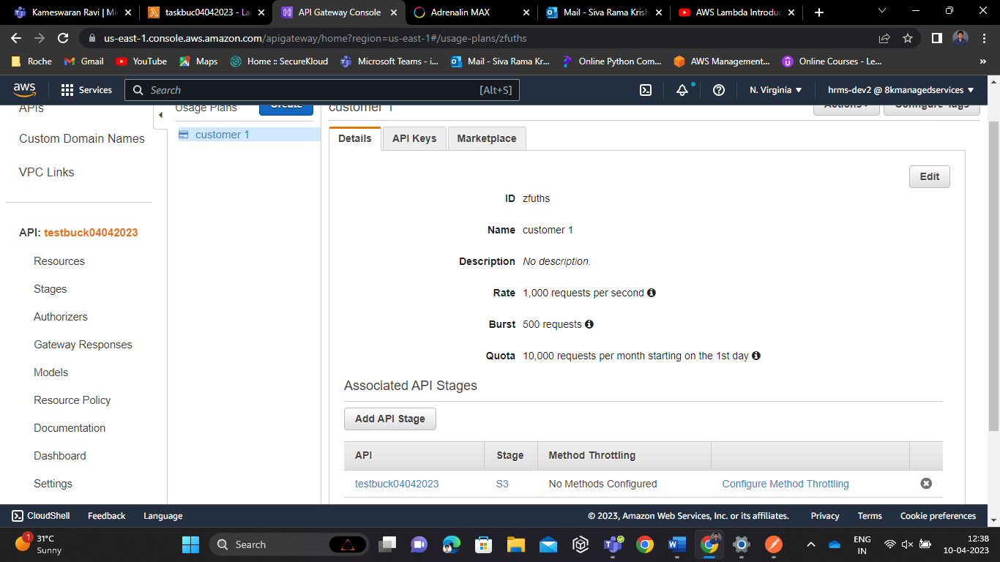 Kameswaran Ravi | Mi
taskbuc04042023 - La
API Gateway Console
Adrenalin MAX
Mail - Siva Rama Krish
AWS Lambda Introduc
us-east-1.console.aws.amazon.com/apigateway/home?region=us-east-1#/usage-plans/zfuths
Roche
Gmail
YouTube
Maps
Home :: SecureKloud
Microsoft Teams - i...
Mail - Siva Rama Kr...
Online Python Com...
AWS Management...
Online Courses - Le...
aws
Services
Search
[Alt+S]
N. Virginia
hrms-dev2 @ 8kmanagedservices
APIs
Custom Domain Names
VPC Links
API: testbuck04042023
Resources
Stages
Authorizers
Gateway Responses
Models
Resource Policy
Documentation
Dashboard
Settings
Usage Plans
Create
customer 1
customer 1
Actions
Configure Tags
Details
API Keys
Marketplace
Edit
ID zfuths
Name customer 1
Description No description.
Rate 1,000 requests per second
Burst 500 requests
Quota 10,000 requests per month starting on the 1st day
Associated API Stages
Add API Stage
API Stage Method Throttling
testbuck04042023 S3 No Methods Configured Configure Method Throttling
CloudShell
Feedback
Language
© 2023, Amazon Web Services, Inc. or its affiliates.
Privacy
Terms
Cookie preferences
1
31°C
Sunny
Search
ENG
IN
12:38
10-04-2023